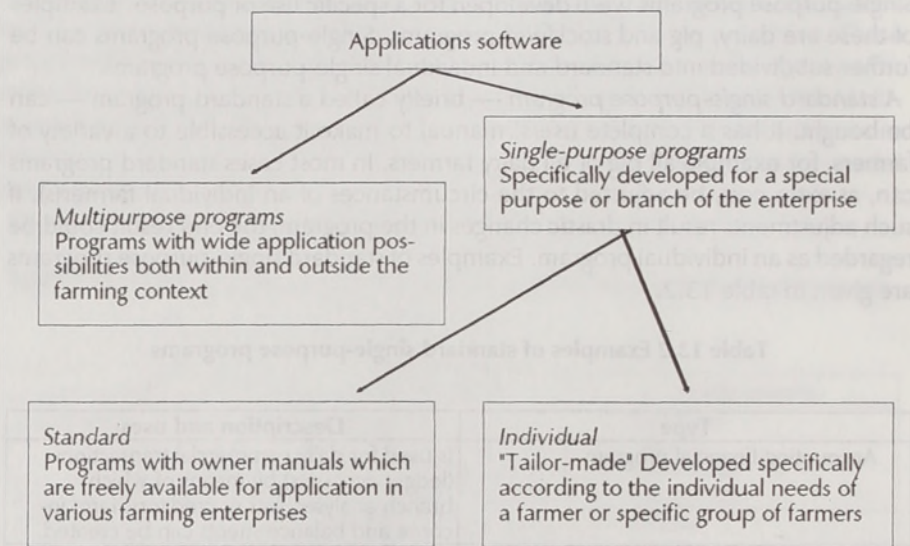 Applications software
Single-purpose programs
Specifically developed for a special
purpose or branch of the enterprise
Multipurpose programs
Programs with wide application pos-
sibilities both within and outside the
farming context
Standard
Programs with owner manuals which
are freely available for application in
various farming enterprises
Individual
"Tailor-made" Developed specifically
according to the individual needs of
a farmer or specific group of farmers